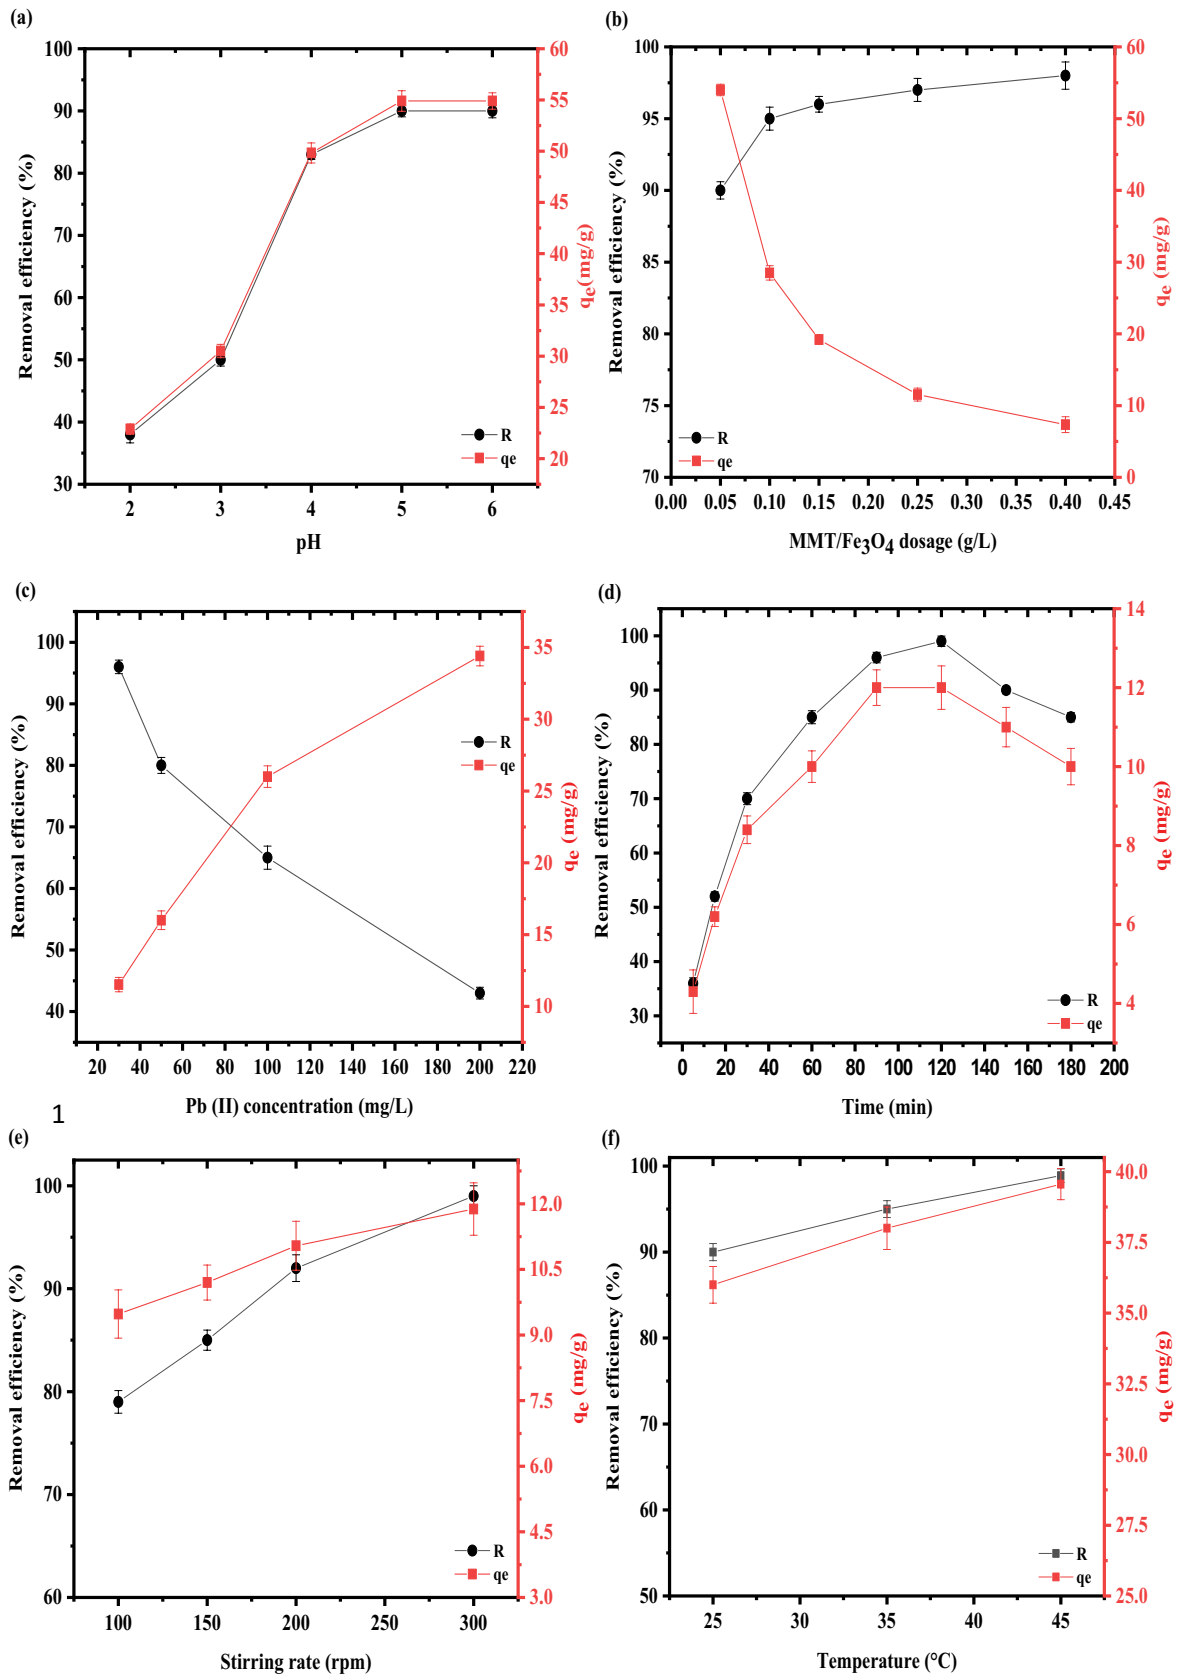 (a)
100
90
80
70
60
50
40
30
Removal efficiency (%)
60
55
50
45
40
35
30
25
20
qe(mg/g)
R
qe
2 3 4 5 6
pH
(b)
100
95
90
85
80
75
70
Removal efficiency (%)
60
50
40
30
20
10
0
qe (mg/g)
R
qe
0.00 0.05 0.10 0.15 0.20 0.25 0.30 0.35 0.40 0.45
MMT/Fe3O4 dosage (g/L)
(c)
100
90
80
70
60
50
40
Removal efficiency (%)
35
30
25
20
15
10
qe (mg/g)
R
qe
20 40 60 80 100 120 140 160 180 200 220
Pb (II) concentration (mg/L)
(d)
100
90
80
70
60
50
40
30
Removal efficiency (%)
14
12
10
8
6
4
qe (mg/g)
R
qe
0 20 40 60 80 100 120 140 160 180 200
Time (min)
1
(e)
100
90
80
70
60
Removal efficiency (%)
12.0
10.5
9.0
7.5
6.0
4.5
3.0
qe (mg/g)
R
qe
100 150 200 250 300
Stirring rate (rpm)
(f)
100
90
80
70
60
50
Removal efficiency (%)
40.0
37.5
35.0
32.5
30.0
27.5
25.0
qe (mg/g)
R
qe
25 30 35 40 45
Temperature (°C)